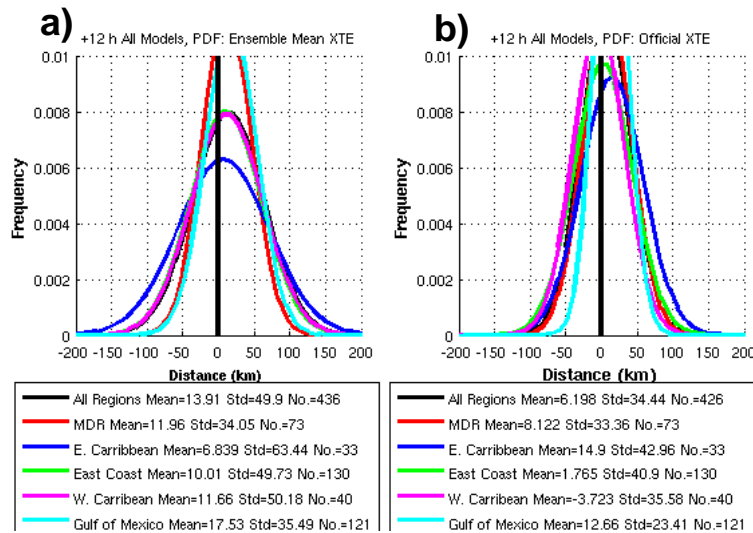 a)
+12 h All Models, PDF: Ensemble Mean XTE
0.01
0.008
0.006
0.004
0.002
0
Frequency
-200 -150 -100 -50 0 50 100 150 200
Distance (km)
All Regions Mean=13.91 Std=49.9 No.=436
MDR Mean=11.96 Std=34.05 No.=73
E. Carribbean Mean=6.839 Std=63.44 No.=33
East Coast Mean=10.01 Std=49.73 No.=130
W. Carribean Mean=11.66 Std=50.18 No.=40
Gulf of Mexico Mean=17.53 Std=35.49 No.=121
b)
+12 h All Models, PDF: Official XTE
0.01
0.008
0.006
0.004
0.002
0
Frequency
-200 -150 -100 -50 0 50 100 150 200
Distance (km)
All Regions Mean=6.198 Std=34.44 No.=426
MDR Mean=8.122 Std=33.36 No.=73
E. Carribbean Mean=14.9 Std=42.96 No.=33
East Coast Mean=1.765 Std=40.9 No.=130
W. Carribean Mean=-3.723 Std=35.58 No.=40
Gulf of Mexico Mean=12.66 Std=23.41 No.=121